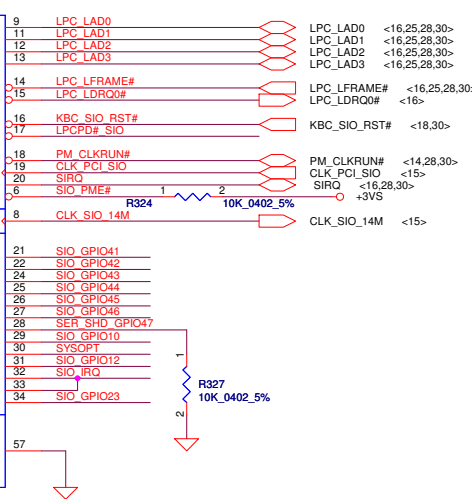 9 LPC_LAD0 LPC_LAD0 <16,25,28,30>
11 LPC_LAD1 LPC_LAD1 <16,25,28,30>
12 LPC_LAD2 LPC_LAD2 <16,25,28,30>
13 LPC_LAD3 LPC_LAD3 <16,25,28,30>
14 LPC_LFRAME# LPC_LFRAME# <16,25,28,30>
15 LPC_LDRQ0# LPC_LDRQ0# <16>
16 KBC_SIO_RST# KBC_SIO_RST# <18,30>
17 LPCPD#_SIO
18 PM_CLKRUN# PM_CLKRUN# <14,28,30>
19 CLK_PCI_SIO CLK_PCI_SIO <15>
20 SIRQ SIRQ <16,28,30>
6 SIO_PME# 1 2 +3VS
R324 10K_0402_5%
8 CLK_SIO_14M CLK_SIO_14M <15>
21 SIO_GPIO41
22 SIO_GPIO42
24 SIO_GPIO43
25 SIO_GPIO44
26 SIO_GPIO45
27 SIO_GPIO46
28 SER_SHD_GPIO47
29 SIO_GPIO10
30 SYSOPT
31 SIO_GPIO12
32 SIO_IRQ
33
34 SIO_GPIO23
1
R327
10K_0402_5%
2
57